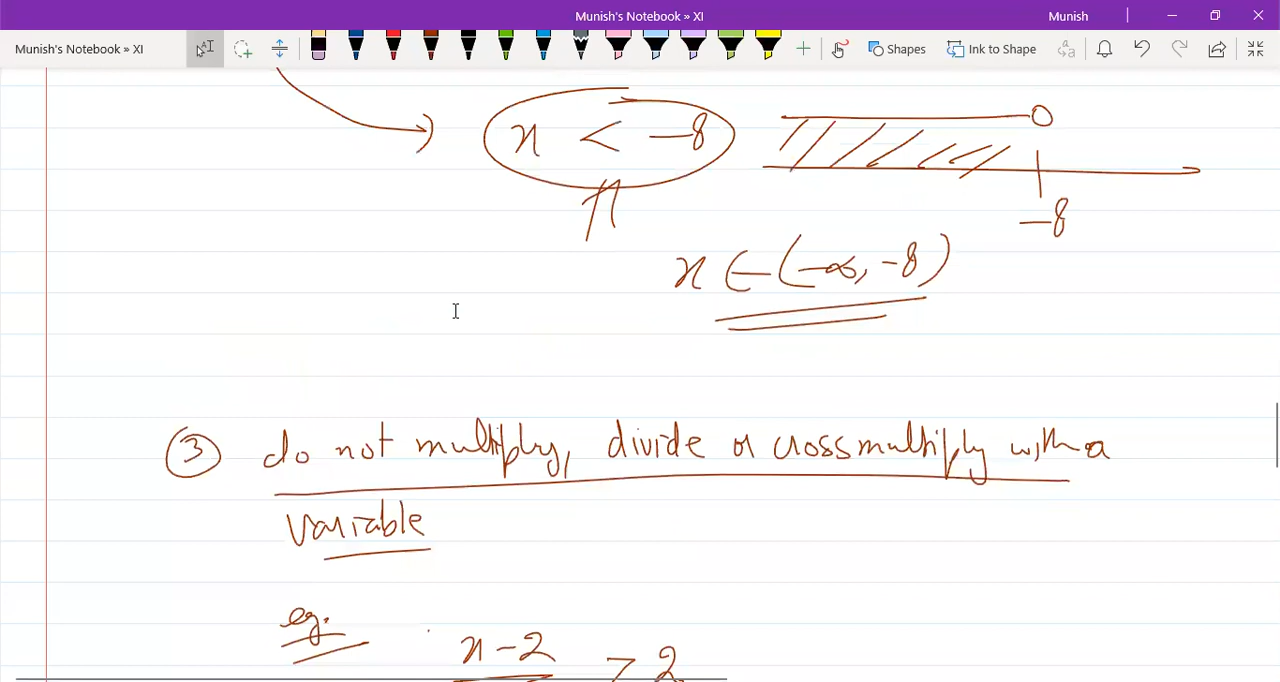 Munish's Notebook » XI
Munish
Munish's Notebook » XI
Shapes
Ink to Shape
x < -8
-8
x ∈ (-∞, -8)
③ do not multiply, divide or crossmultiply with a
variable
eg.
x-2
> 2